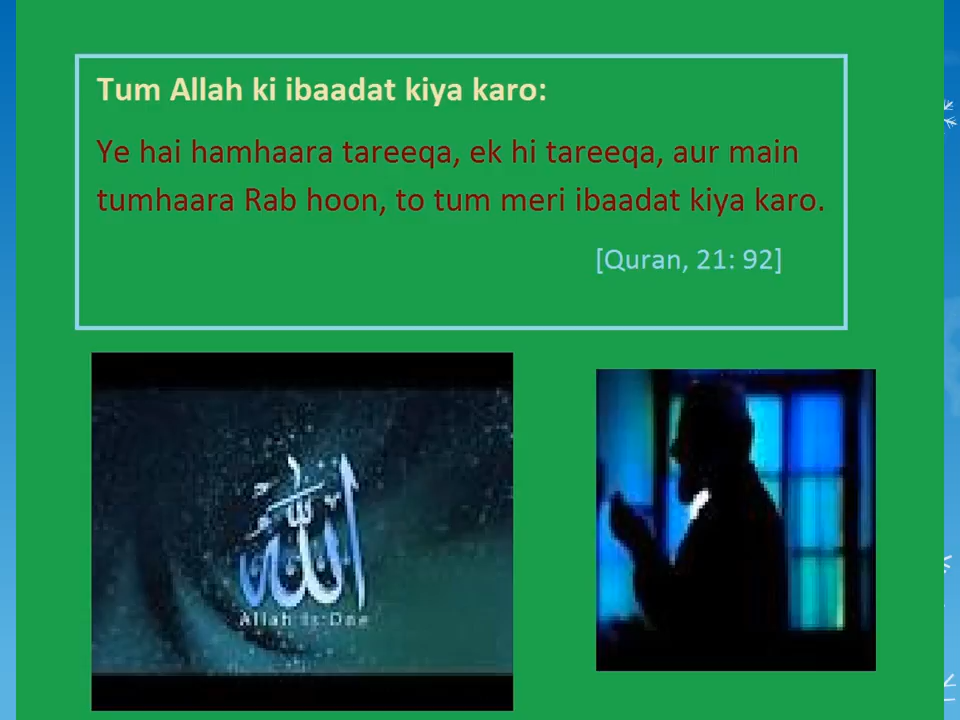 Tum Allah ki ibaadat kiya karo:
Ye hai hamhaara tareeqa, ek hi tareeqa, aur main
tumhaara Rab hoon, to tum meri ibaadat kiya karo.
[Quran, 21: 92]
الله
Allah is One